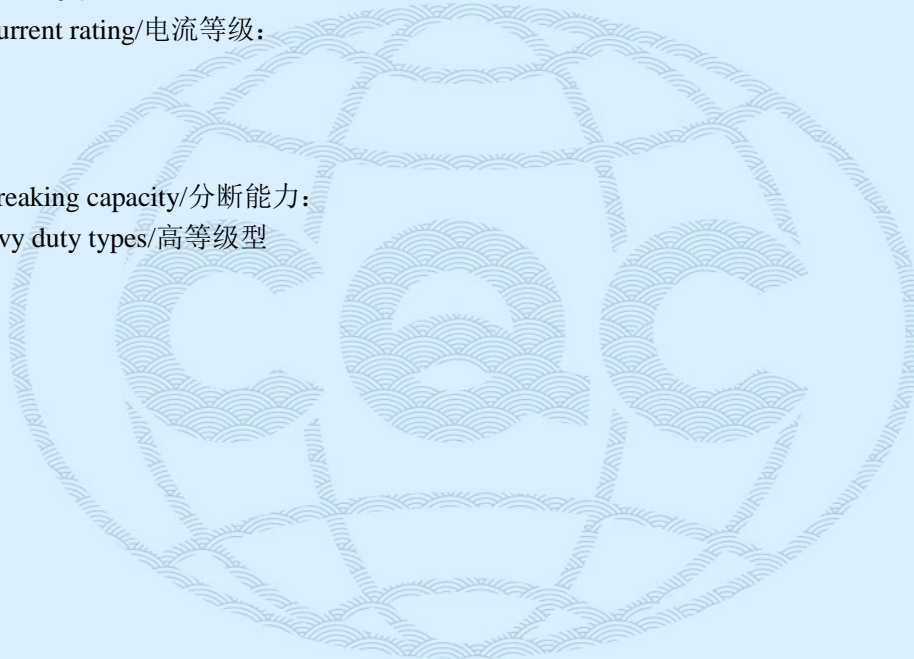 urrent rating/电流等级：
reaking capacity/分断能力：
vy duty types/高等级型
cqc